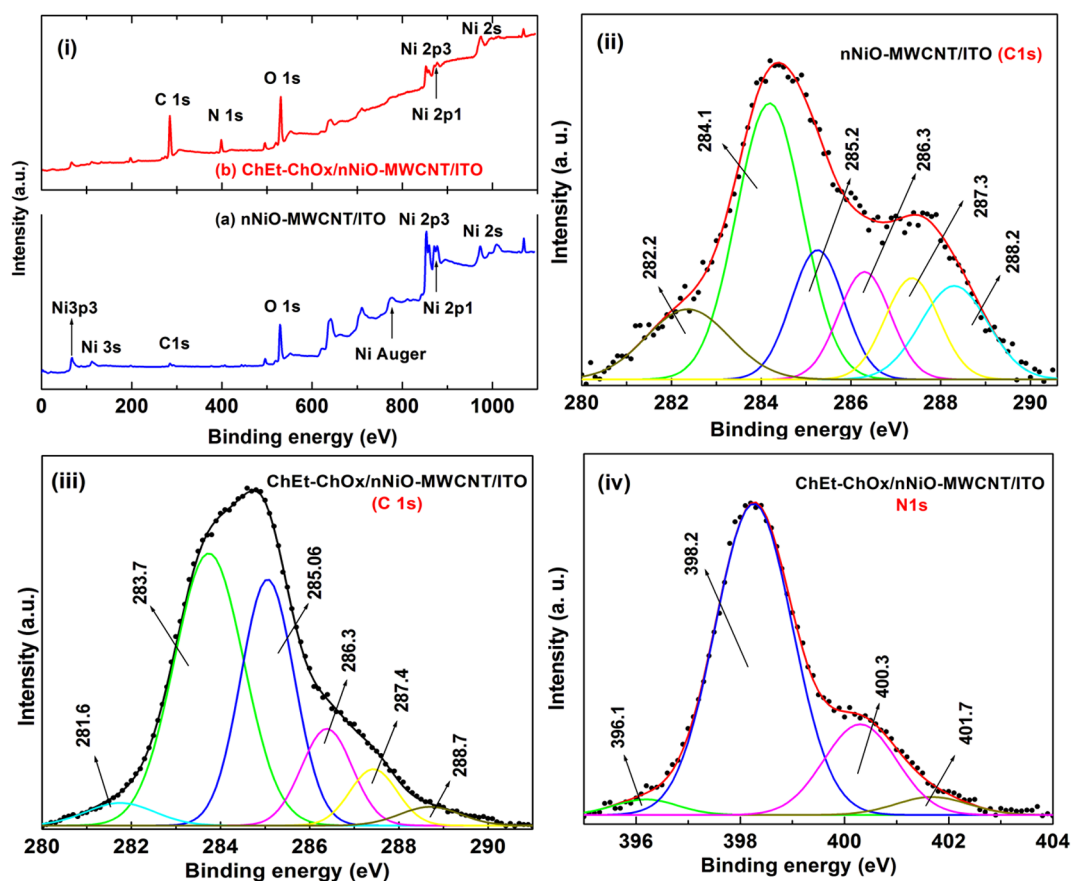 (i)
Ni 2s
Ni 2p3
O 1s
C 1s
N 1s
Ni 2p1
(b) ChEt-ChOx/nNiO-MWCNT/ITO
(a) nNiO-MWCNT/ITO
Ni 2p3
Ni 2s
O 1s
Ni3p3
Ni 3s
C1s
Ni 2p1
Ni Auger
0 200 400 600 800 1000
Binding energy (eV)
Intensity (a.u.)
(ii)
nNiO-MWCNT/ITO (C1s)
284.1
285.2
286.3
287.3
282.2
288.2
280 282 284 286 288 290
Binding energy (eV)
Intensity (a. u.)
(iii)
ChEt-ChOx/nNiO-MWCNT/ITO
(C 1s)
283.7
285.06
286.3
287.4
281.6
288.7
280 282 284 286 288 290
Binding energy (eV)
Intensity (a.u.)
(iv)
ChEt-ChOx/nNiO-MWCNT/ITO
N1s
398.2
400.3
396.1
401.7
396 398 400 402 404
Binding energy (eV)
Intensity (a. u.)